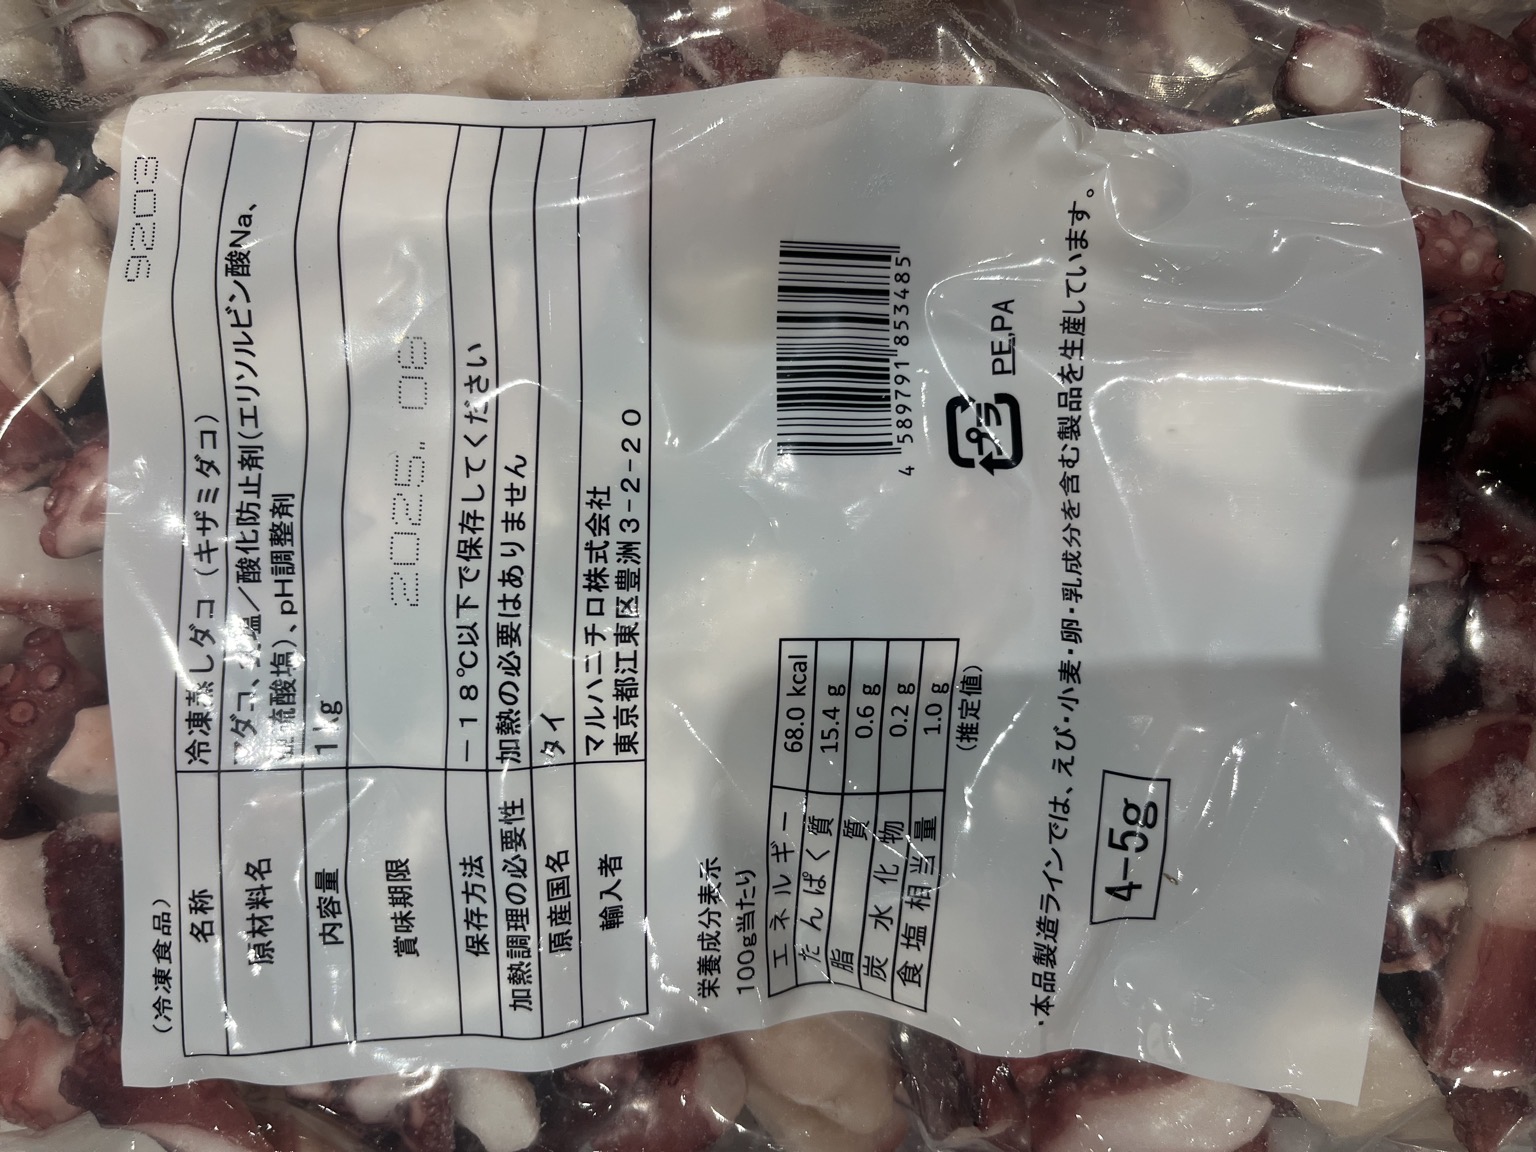 9203
(冷凍食品)
名称 冷凍蒸しダコ(キザミダコ)
原材料名 マダコ、食塩/酸化防止剤(エリソルビン酸Na、
亜硫酸塩)、pH調整剤
内容量 1kg
賞味期限 2025.06
保存方法 -18℃以下で保存してください
加熱調理の必要性 加熱の必要はありません
原産国名 タイ
輸入者 マルハニチロ株式会社
東京都江東区豊洲3-2-20
栄養成分表示
100g当たり
エネルギー 68.0 kcal
たんぱく質 15.4 g
脂質 0.6 g
炭水化物 0.2 g
食塩相当量 1.0 g
(推定値)
4 589791 853485
プラ PE,PA
・本品製造ラインでは、えび・小麦・卵・乳成分を含む製品を生産しています。
4-5g